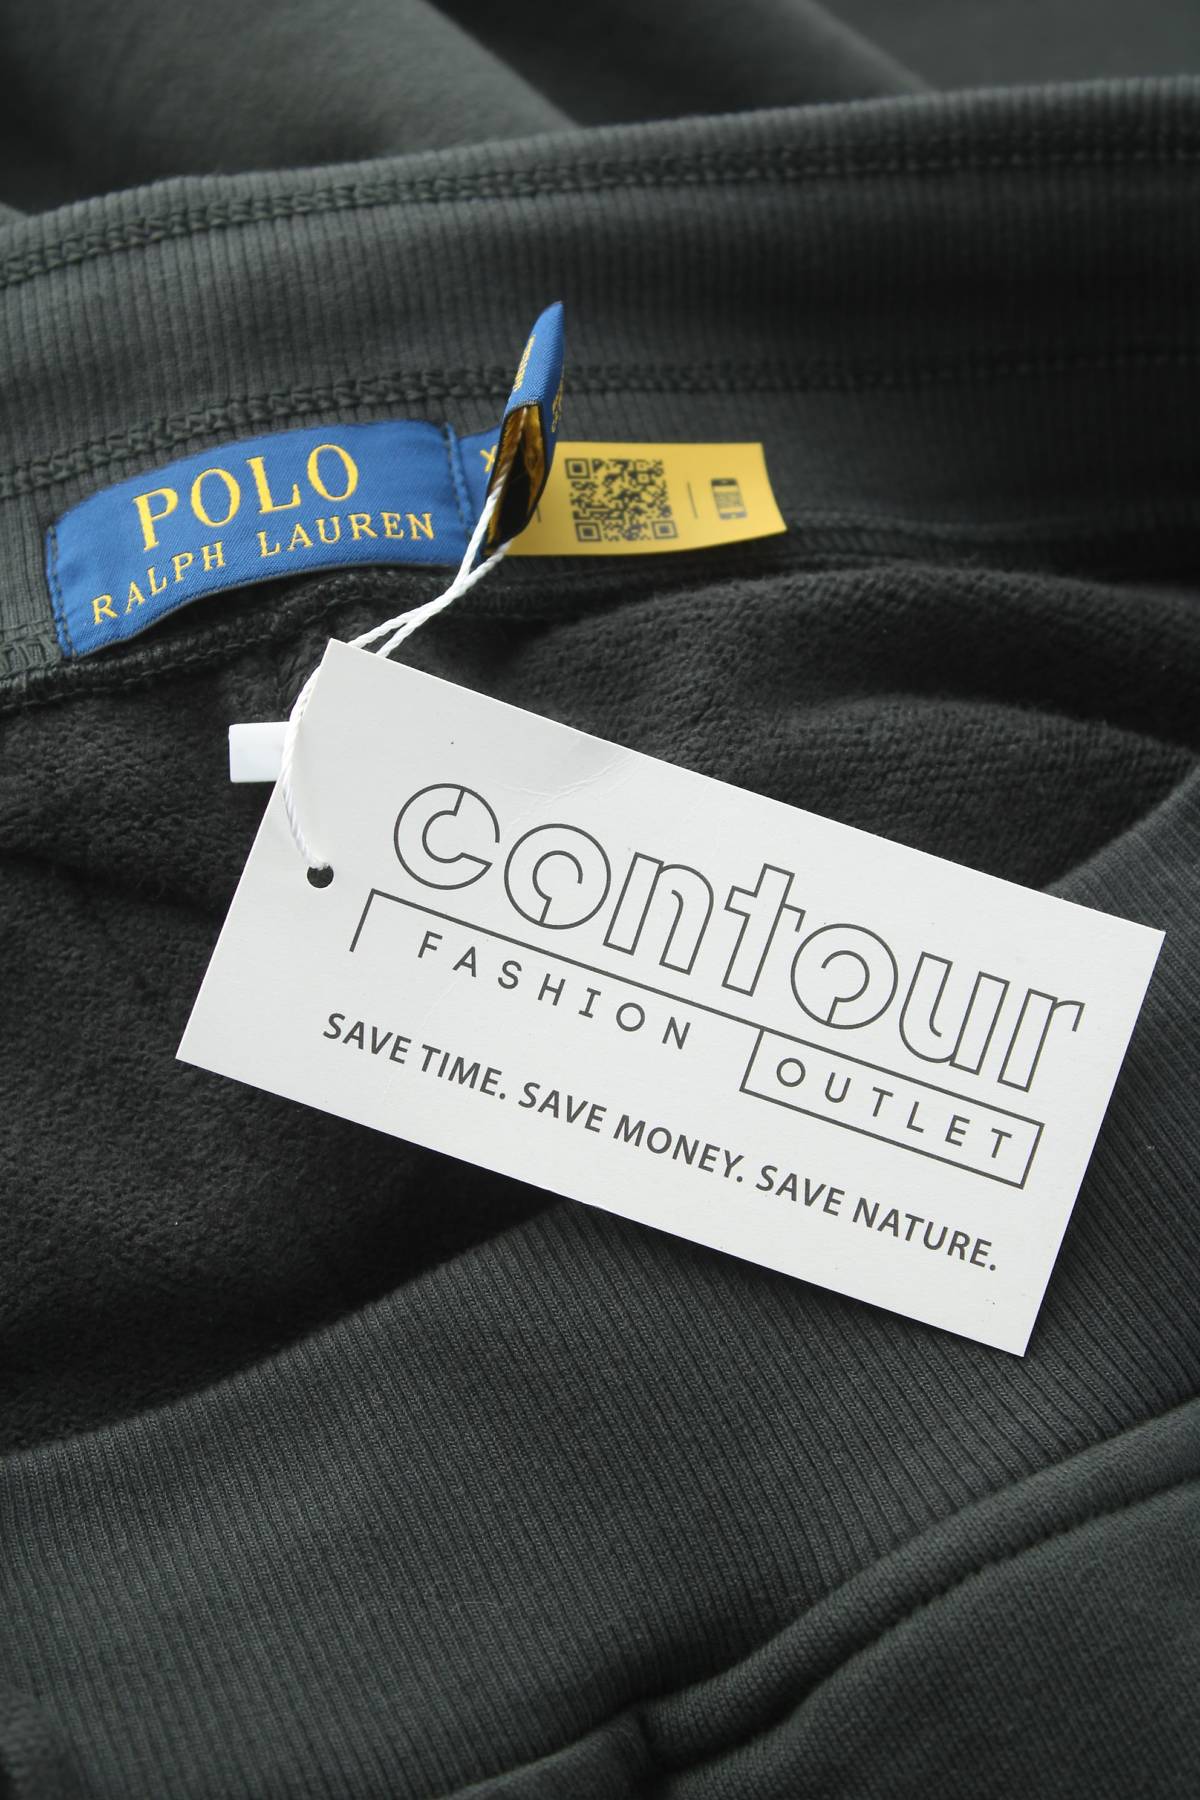 POLO
RALPH LAUREN
X
contour
FASHION
OUTLET
SAVE TIME. SAVE MONEY. SAVE NATURE.